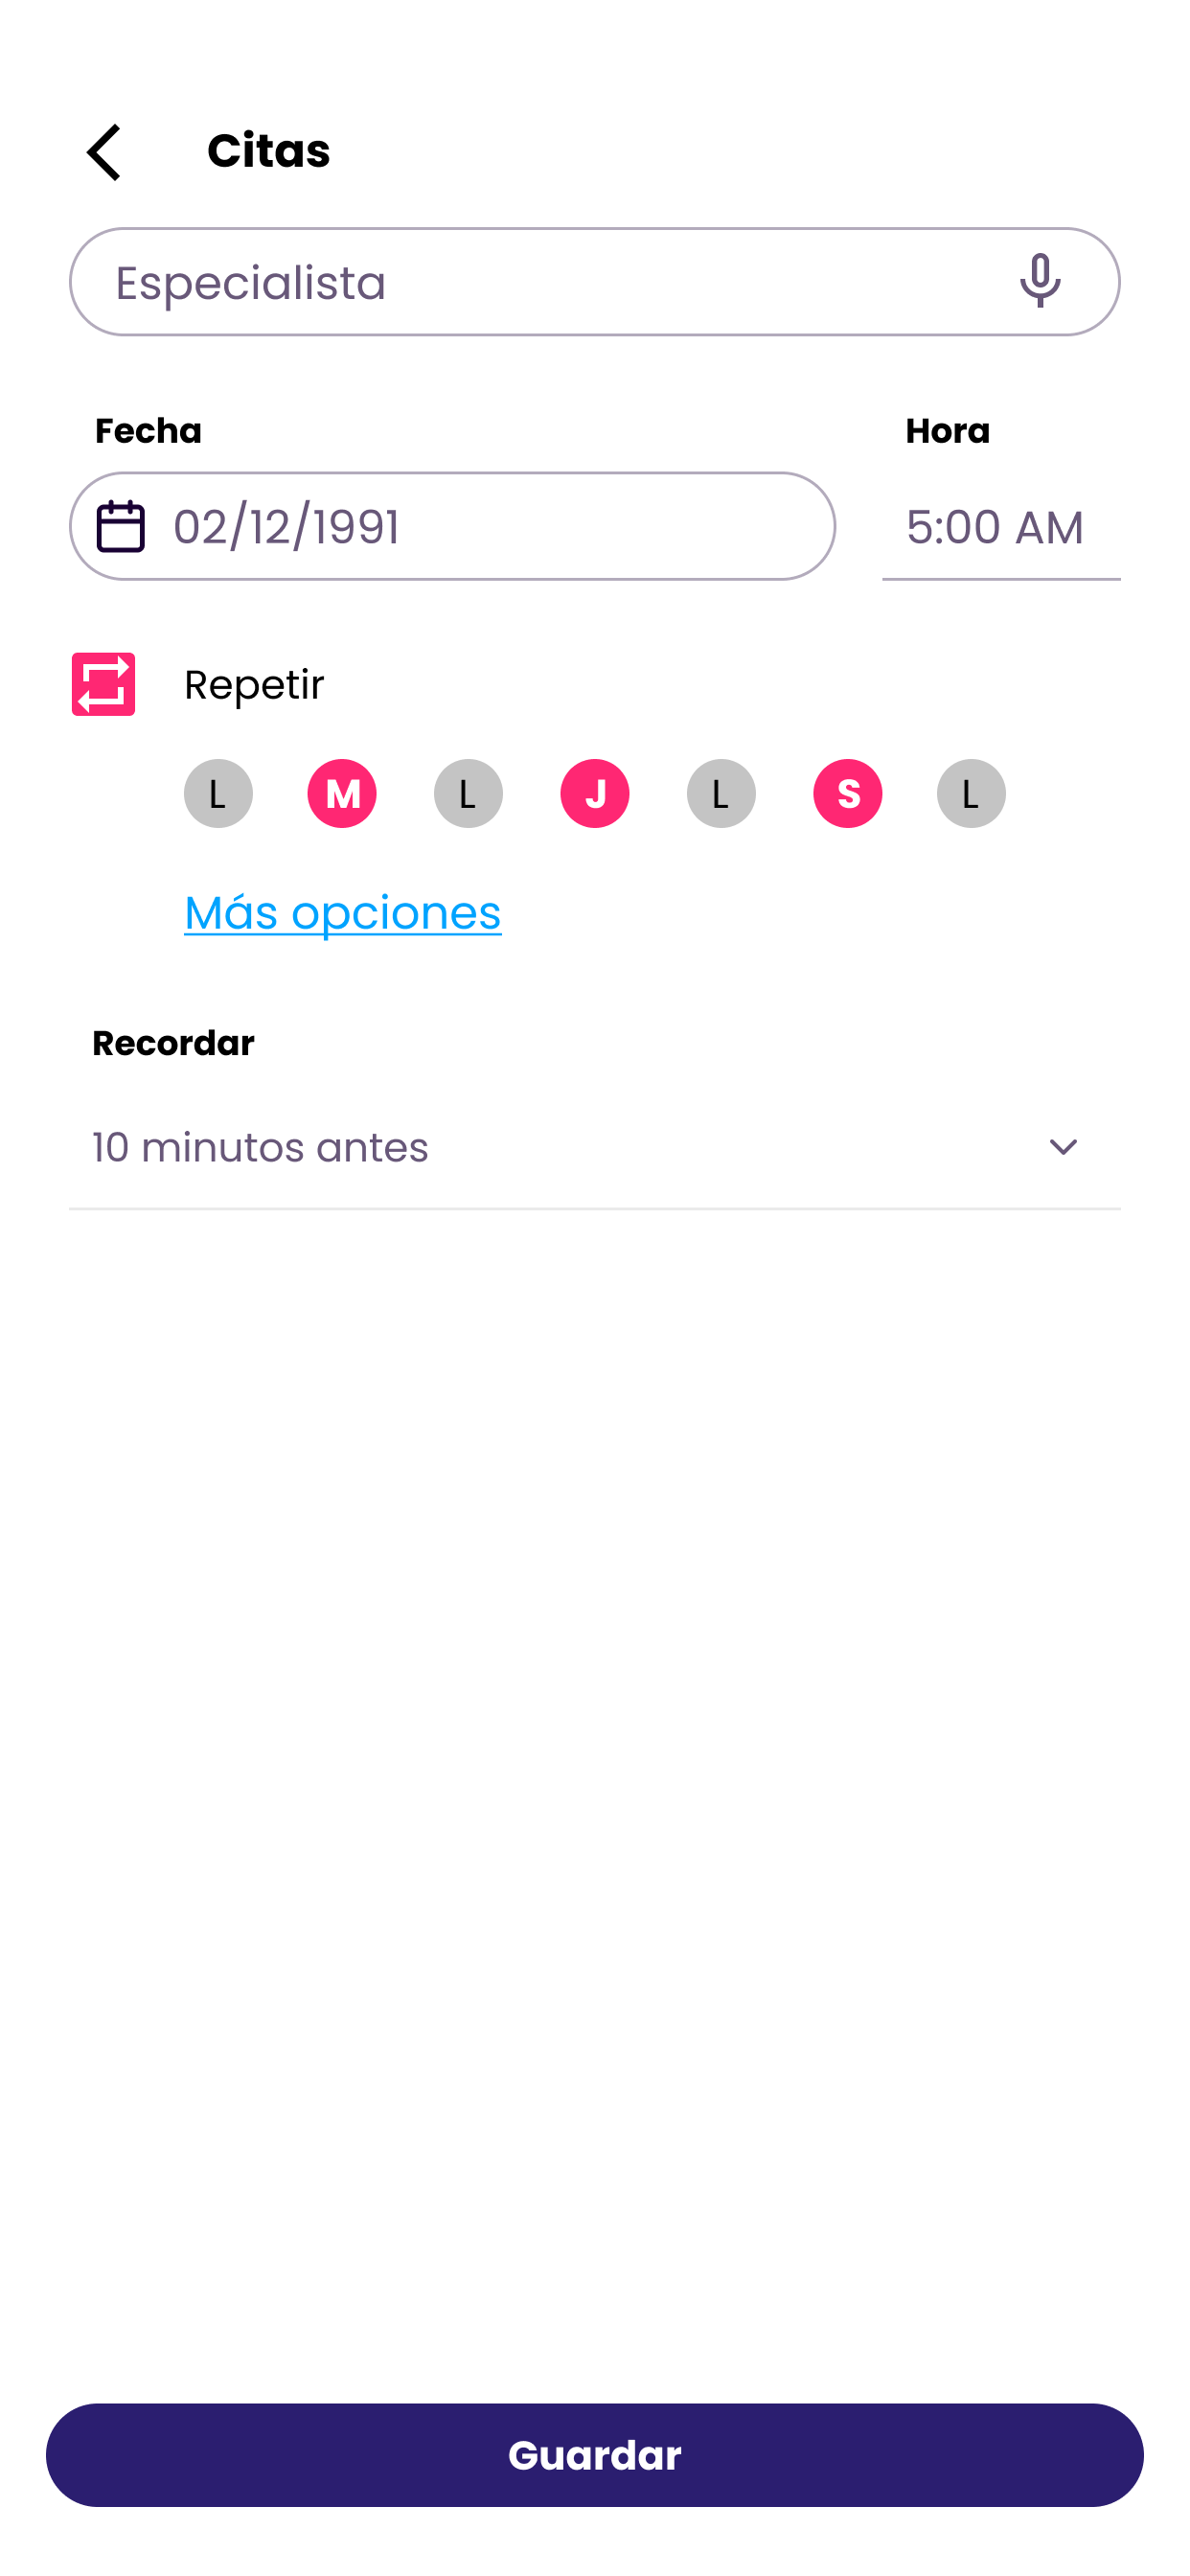 Citas
Especialista
Fecha Hora
02/12/1991 5:00 AM
Repetir
L M L J L S L
Más opciones
Recordar
10 minutos antes
Guardar